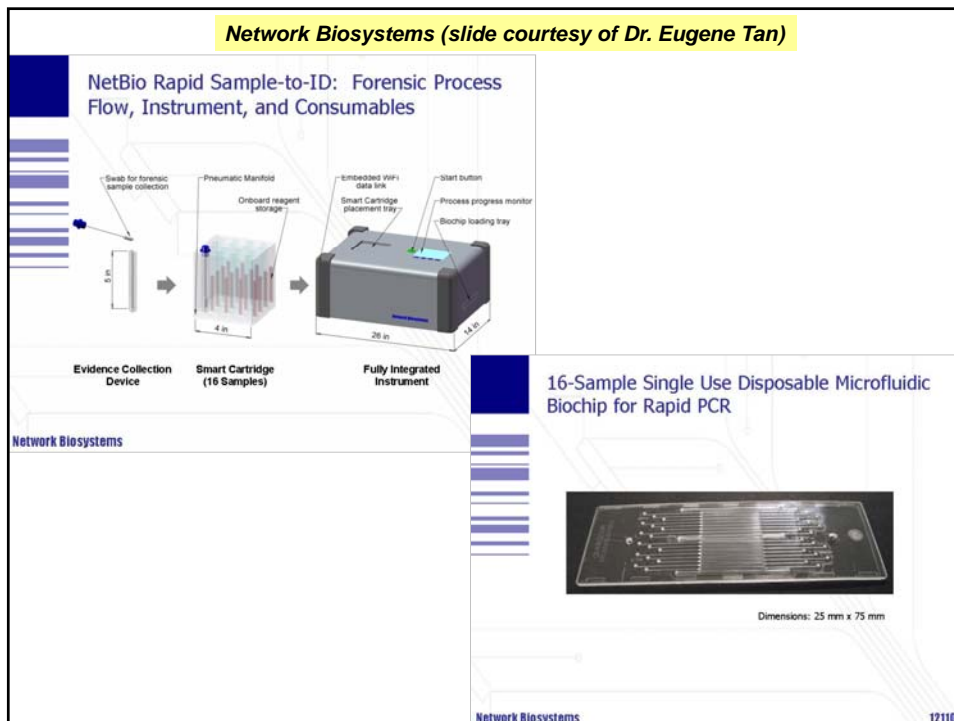 Network Biosystems (slide courtesy of Dr. Eugene Tan)
NetBio Rapid Sample-to-ID: Forensic Process
Flow, Instrument, and Consumables
Swab for forensic
sample collection
Pneumatic Manifold
Onboard reagent
storage
Embedded WiFi
data link
Smart Cartridge
placement tray
Start button
Process progress monitor
Biochip loading tray
5 in
4 in
26 in
14 in
Network Biosystems
Evidence Collection
Device
Smart Cartridge
(16 Samples)
Fully Integrated
Instrument
Network Biosystems
16-Sample Single Use Disposable Microfluidic
Biochip for Rapid PCR
Dimensions: 25 mm x 75 mm
Network Biosystems
12110